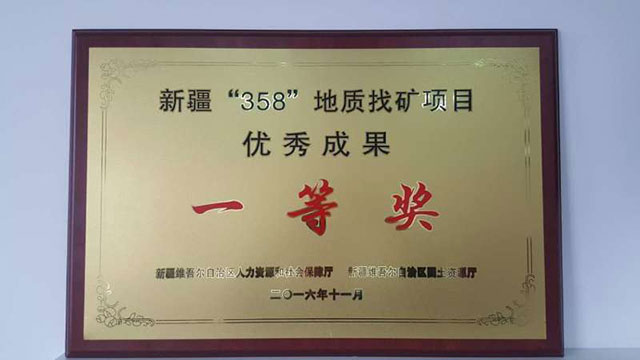 新疆“358”地质找矿项目
优秀成果
一等奖
新疆维吾尔自治区人力资源和社会保障厅 新疆维吾尔自治区国土资源厅
二〇一六年十一月